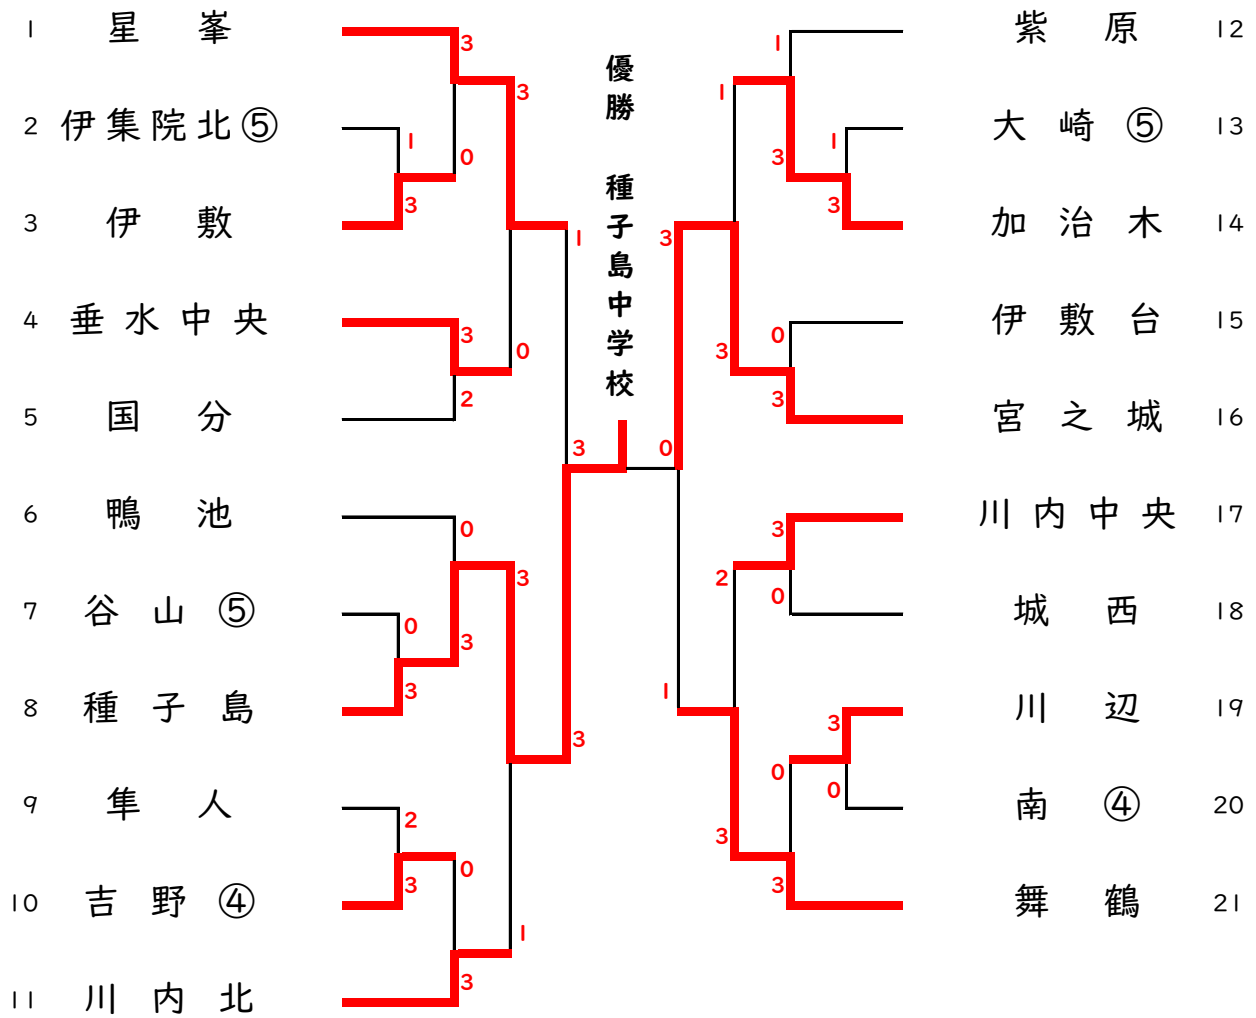 1 星峯
2 伊集院北⑤
3 伊敷
4 垂水中央
5 国分
6 鴨池
7 谷山⑤
8 種子島
9 隼人
10 吉野④
11 川内北
3
0
1
3
3
2
0
3
0
3
2
3
0
3
3
0
3
1
1
3
3
優勝 種子島中学校
0
3
1
1
3
2
3
1
3
0
3
3
0
0
3
1
3
3
0
紫原 12
大崎⑤ 13
加治木 14
伊敷台 15
宮之城 16
川内中央 17
城西 18
川辺 19
南④ 20
舞鶴 21